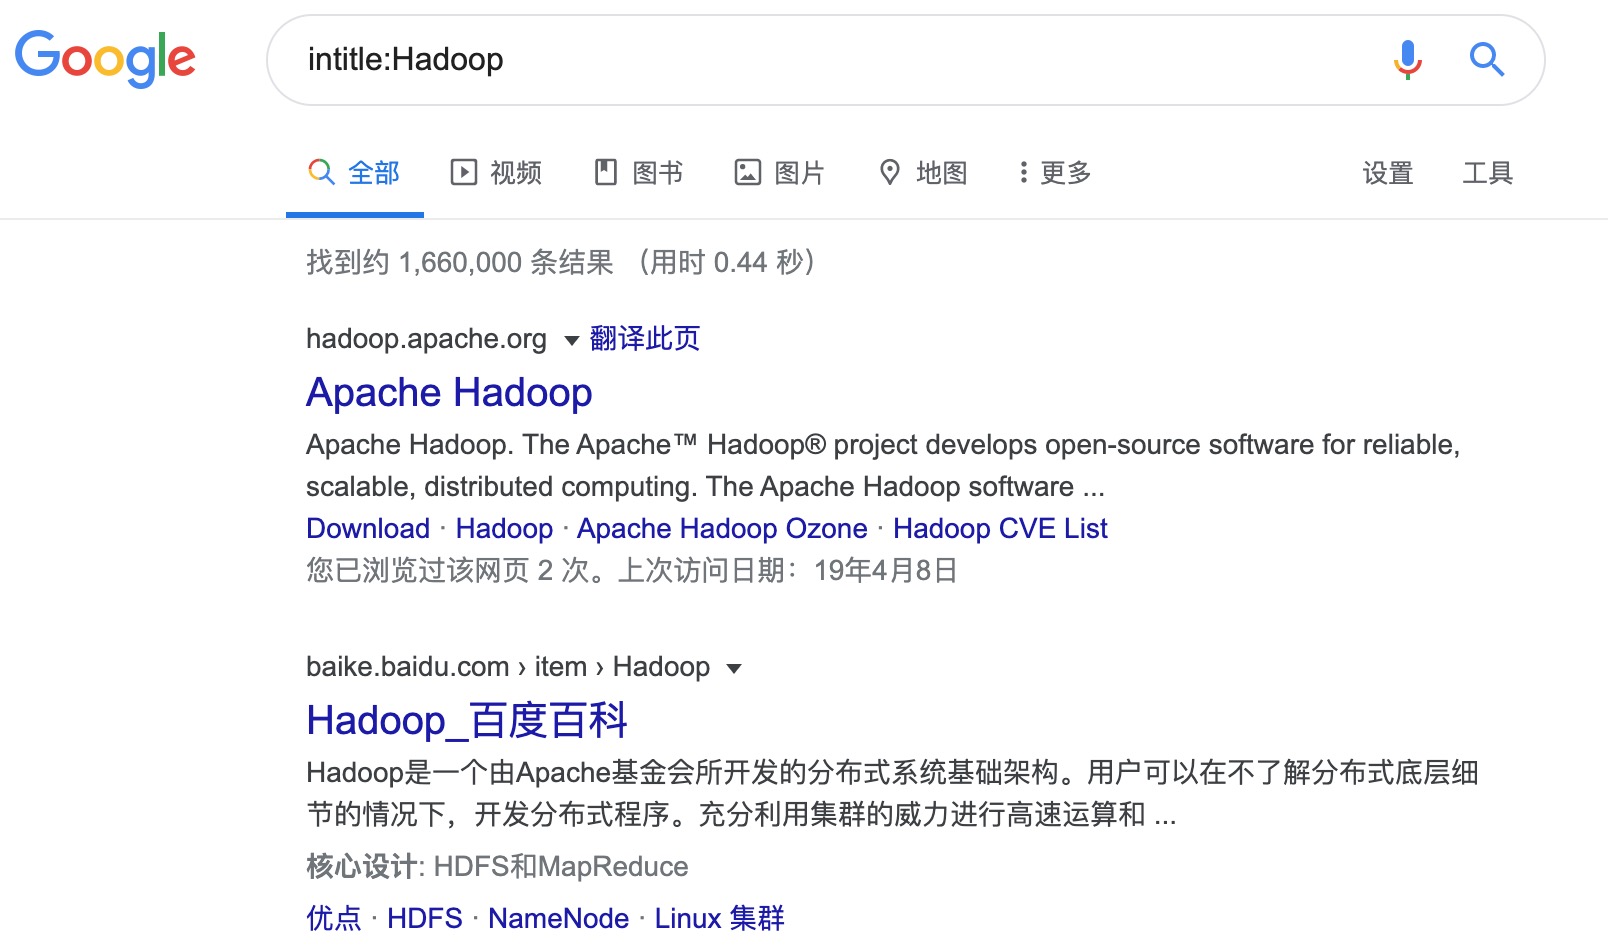 Google
intitle:Hadoop
全部 视频 图书 图片 地图 更多 设置 工具
找到约 1,660,000 条结果 （用时 0.44 秒）
hadoop.apache.org 翻译此页
Apache Hadoop
Apache Hadoop. The Apache™ Hadoop® project develops open-source software for reliable,
scalable, distributed computing. The Apache Hadoop software ...
Download · Hadoop · Apache Hadoop Ozone · Hadoop CVE List
您已浏览过该网页 2 次。上次访问日期：19年4月8日
baike.baidu.com › item › Hadoop
Hadoop_百度百科
Hadoop是一个由Apache基金会所开发的分布式系统基础架构。用户可以在不了解分布式底层细
节的情况下，开发分布式程序。充分利用集群的威力进行高速运算和 ...
核心设计: HDFS和MapReduce
优点 · HDFS · NameNode · Linux 集群